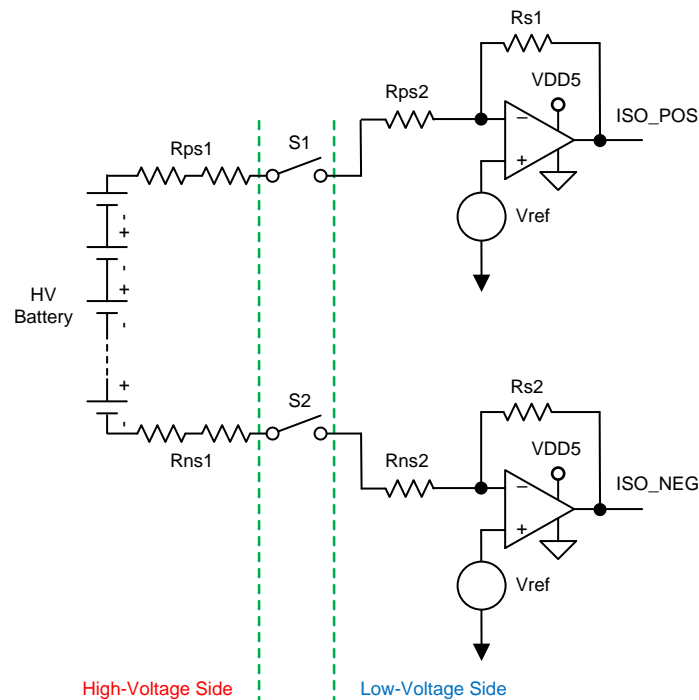 Rs1
VDD5
Rps2
ISO_POS
S1
Rps1
−
+
Vref
-
+
-
+
-
HV
Battery
+
-
S2
Rs2
VDD5
Rns1
Rns2
ISO_NEG
−
+
Vref
High-Voltage Side
Low-Voltage Side